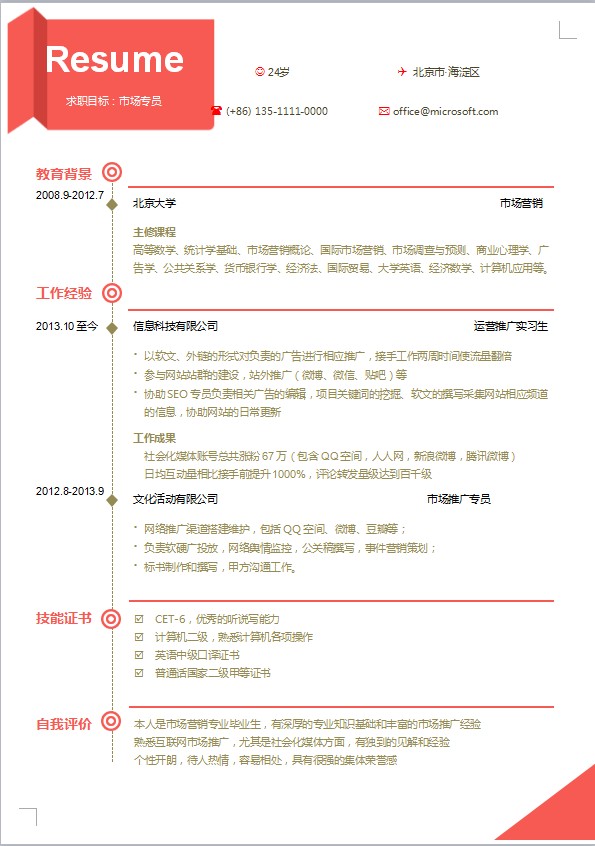 Resume
求职目标：市场专员
24岁
北京市·海淀区
(+86) 135-1111-0000
office@microsoft.com
教育背景
2008.9-2012.7
北京大学 市场营销
主修课程
高等数学、统计学基础、市场营销概论、国际市场营销、市场调查与预测、商业心理学、广
告学、公共关系学、货币银行学、经济法、国际贸易、大学英语、经济数学、计算机应用等。
工作经验
2013.10 至今 信息科技有限公司 运营推广实习生
· 以软文、外链的形式对负责的广告进行相应推广，接手工作两周时间使流量翻倍
· 参与网站站群的建设，站外推广（微博、微信、贴吧）等
· 协助 SEO 专员负责相关广告的编辑，项目关键词的挖掘、软文的撰写采集网站相应频道
的信息，协助网站的日常更新
工作成果
社会化媒体账号总共涨粉 67 万（包含 QQ 空间，人人网，新浪微博，腾讯微博）
日均互动量相比接手前提升 1000%，评论转发量级达到百千级
2012.8-2013.9
文化活动有限公司 市场推广专员
· 网络推广渠道搭建维护，包括 QQ 空间、微博、豆瓣等；
· 负责软硬广投放，网络舆情监控，公关稿撰写，事件营销策划；
· 标书制作和撰写，甲方沟通工作。
技能证书
☑ CET-6，优秀的听说写能力
☑ 计算机二级，熟悉计算机各项操作
☑ 英语中级口译证书
☑ 普通话国家二级甲等证书
自我评价
本人是市场营销专业毕业生，有深厚的专业知识基础和丰富的市场推广经验
熟悉互联网市场推广，尤其是社会化媒体方面，有独到的见解和经验
个性开朗，待人热情，容易相处，具有很强的集体荣誉感